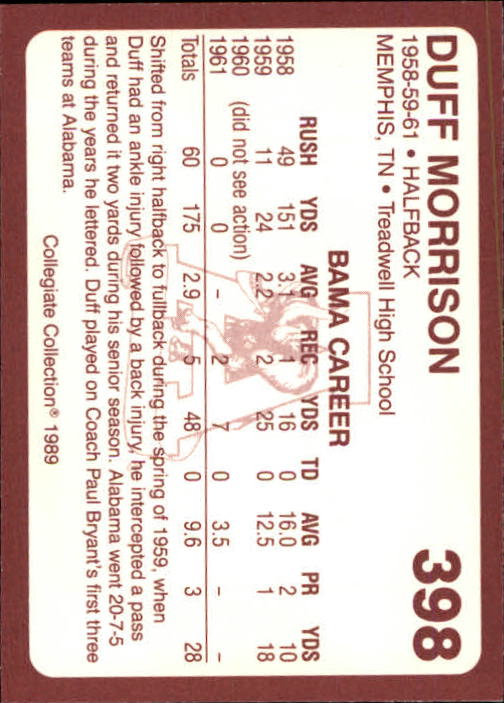 DUFF MORRISON 398
1958-59-61 • HALFBACK
MEMPHIS, TN • Treadwell High School
BAMA CAREER
RUSH YDS AVG REC YDS TD AVG PR YDS
1958 49 151 3.1 1 16 0 16.0 2 10
1959 11 24 2.2 2 25 0 12.5 1 18
1960 (did not see action)
1961 0 0 - 2 7 0 3.5 - -
Totals 60 175 2.9 5 48 0 9.6 3 28
Shifted from right halfback to fullback during the spring of 1959, when
Duff had an ankle injury followed by a back injury, he intercepted a pass
and returned it two yards during his senior season. Alabama went 20-7-5
during the years he lettered. Duff played on Coach Paul Bryant's first three
teams at Alabama.
Collegiate Collection® 1989